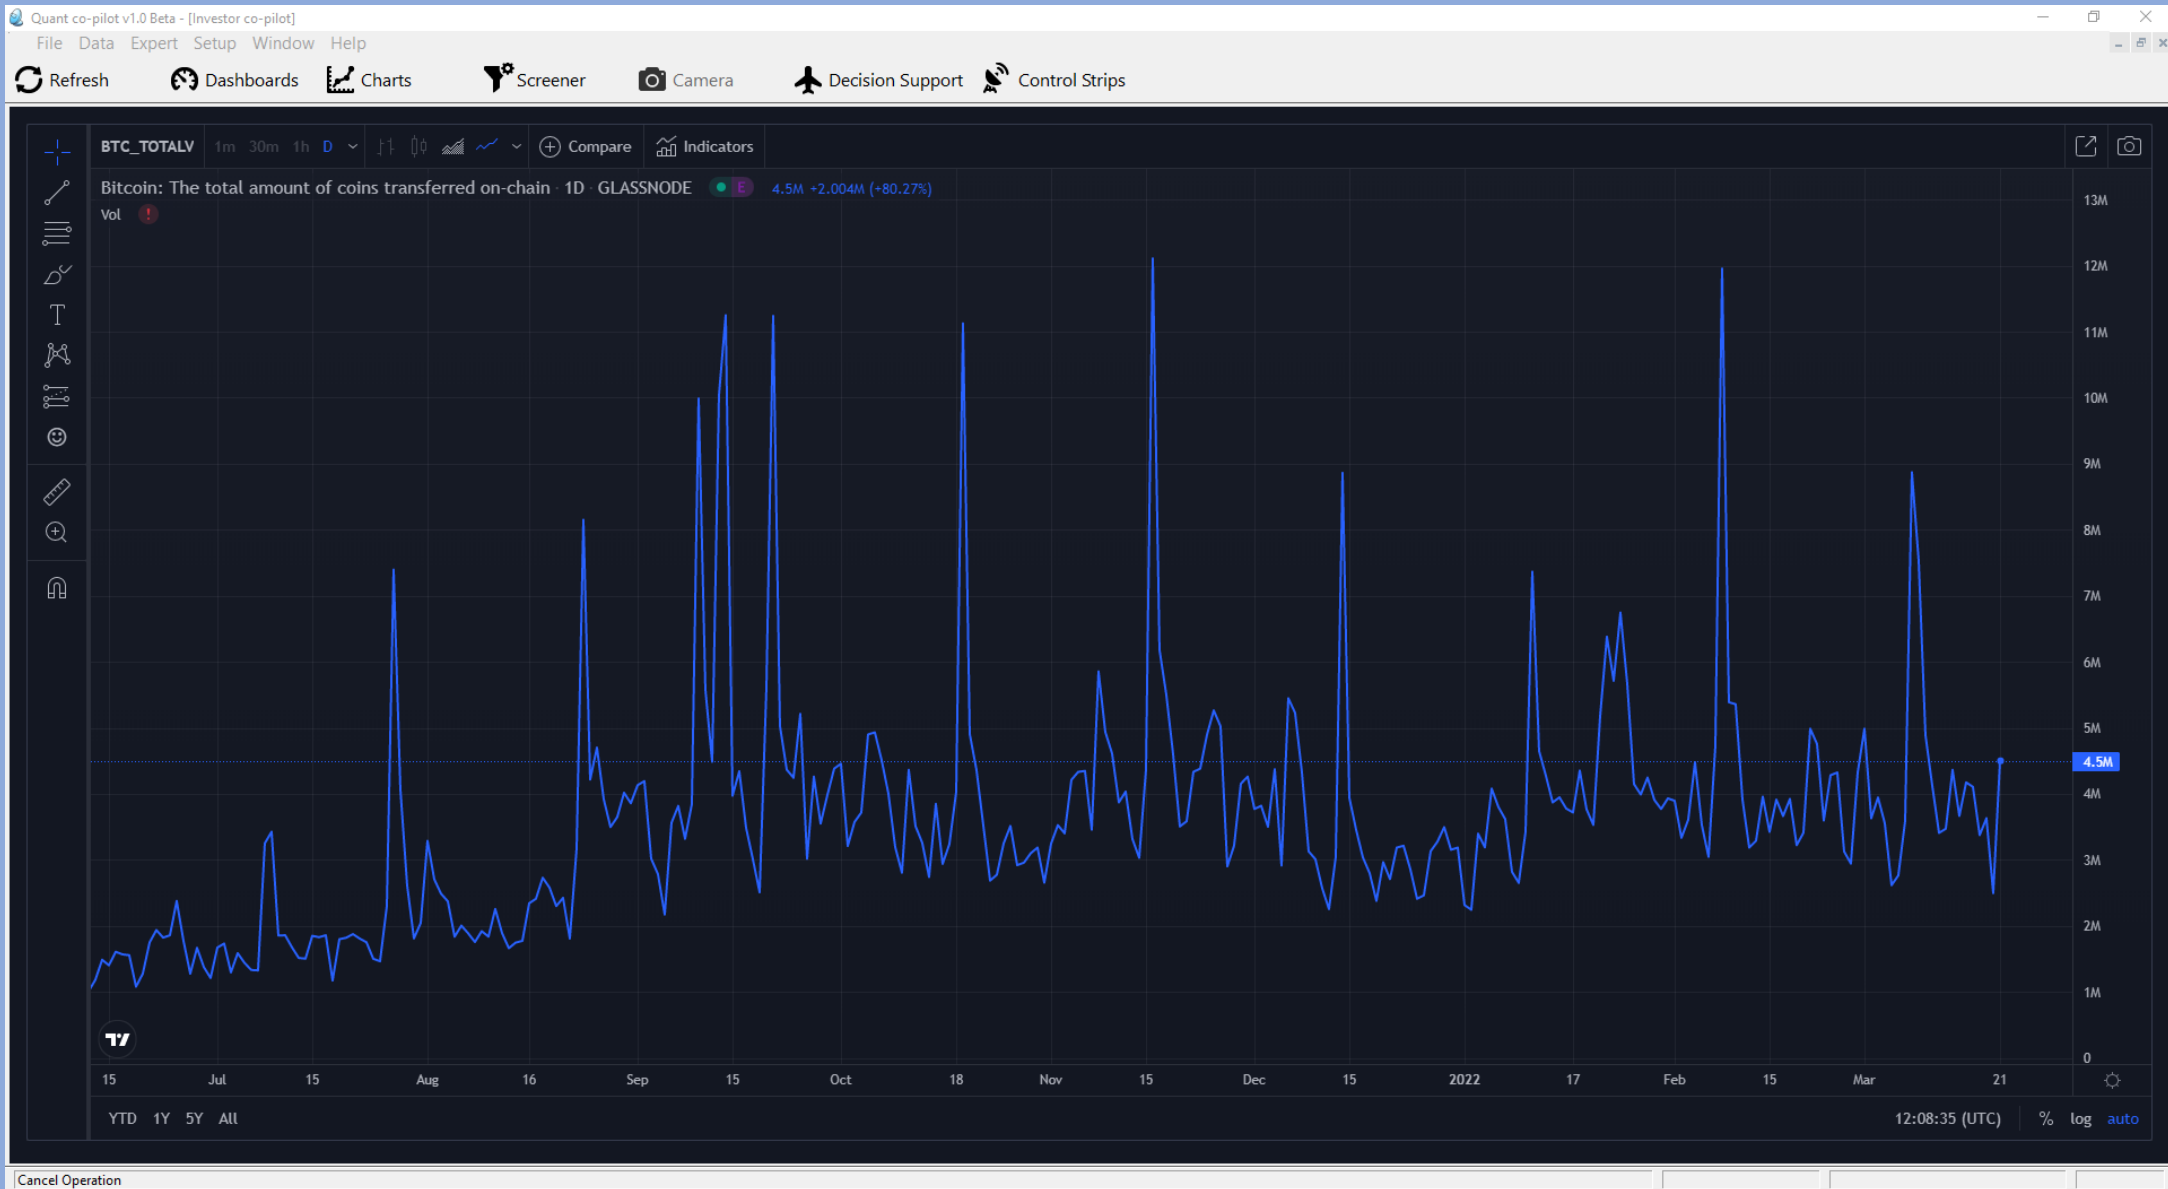 Quant co-pilot v1.0 Beta - [Investor co-pilot]
File Data Expert Setup Window Help
Refresh Dashboards Charts Screener Camera Decision Support Control Strips
BTC_TOTALV 1m 30m 1h D Compare Indicators
Bitcoin: The total amount of coins transferred on-chain · 1D · GLASSNODE E 4.5M +2.004M (+80.27%)
Vol !
13M
12M
11M
10M
9M
8M
7M
6M
5M
4.5M
4M
3M
2M
1M
0
15 Jul 15 Aug 16 Sep 15 Oct 18 Nov 15 Dec 15 2022 17 Feb 15 Mar 21
YTD 1Y 5Y All 12:08:35 (UTC) % log auto
Cancel Operation